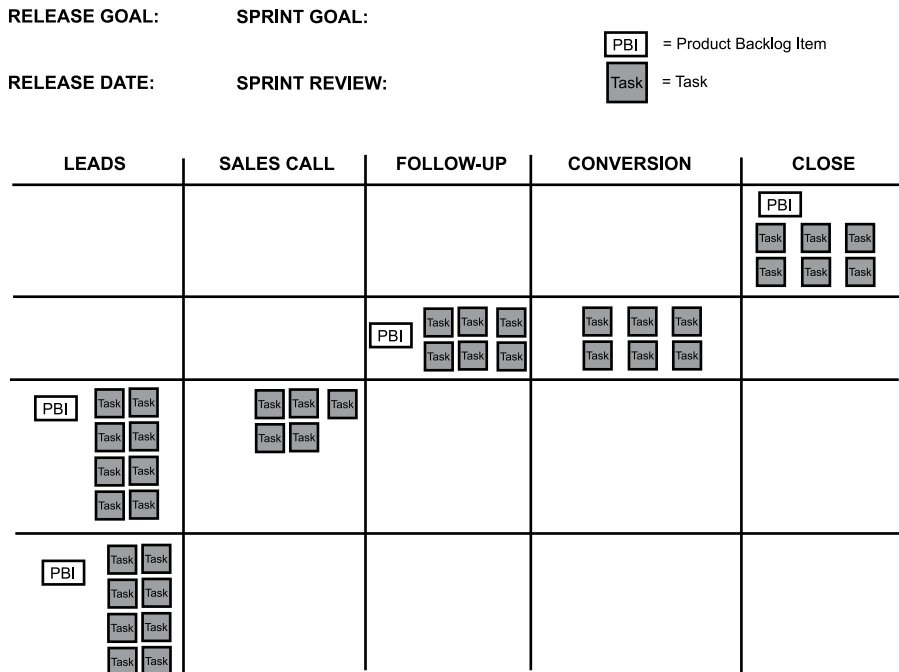 RELEASE GOAL: SPRINT GOAL:
PBI = Product Backlog Item
RELEASE DATE: SPRINT REVIEW:
Task = Task
LEADS SALES CALL FOLLOW-UP CONVERSION CLOSE
PBI
Task Task Task
Task Task Task
PBI
Task Task Task Task Task Task
Task Task Task Task Task Task
PBI
Task Task Task Task Task
Task Task Task Task
Task Task
Task Task
PBI
Task Task
Task Task
Task Task
Task Task